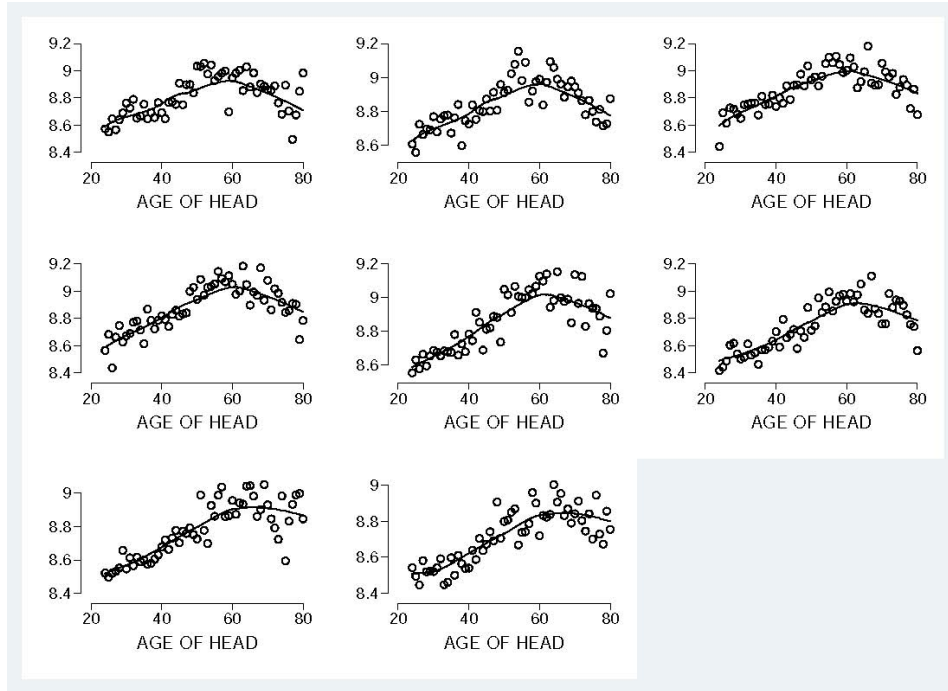 9.2 9.2 9.2
9 9 9
8.8 8.8 8.8
8.6 8.6 8.6
8.4 8.4
20 40 60 80 20 40 60 80 20 40 60 80
AGE OF HEAD AGE OF HEAD AGE OF HEAD
9.2 9.2 9.2
9 9 9
8.8 8.8 8.8
8.6 8.6 8.6
8.4 8.4
20 40 60 80 20 40 60 80 20 40 60 80
AGE OF HEAD AGE OF HEAD AGE OF HEAD
9 9
8.8 8.8
8.6 8.6
8.4 8.4
20 40 60 80 20 40 60 80
AGE OF HEAD AGE OF HEAD